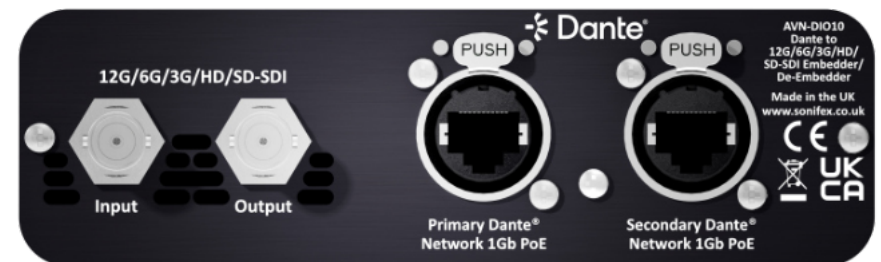 12G/6G/3G/HD/SD-SDI
Input
Output
Dante®
PUSH
PUSH
Primary Dante®
Network 1Gb PoE
Secondary Dante®
Network 1Gb PoE
AVN-DIO10
Dante to
12G/6G/3G/HD/
SD-SDI Embedder/
De-Embedder
Made in the UK
www.sonifex.co.uk
CE
UK
CA